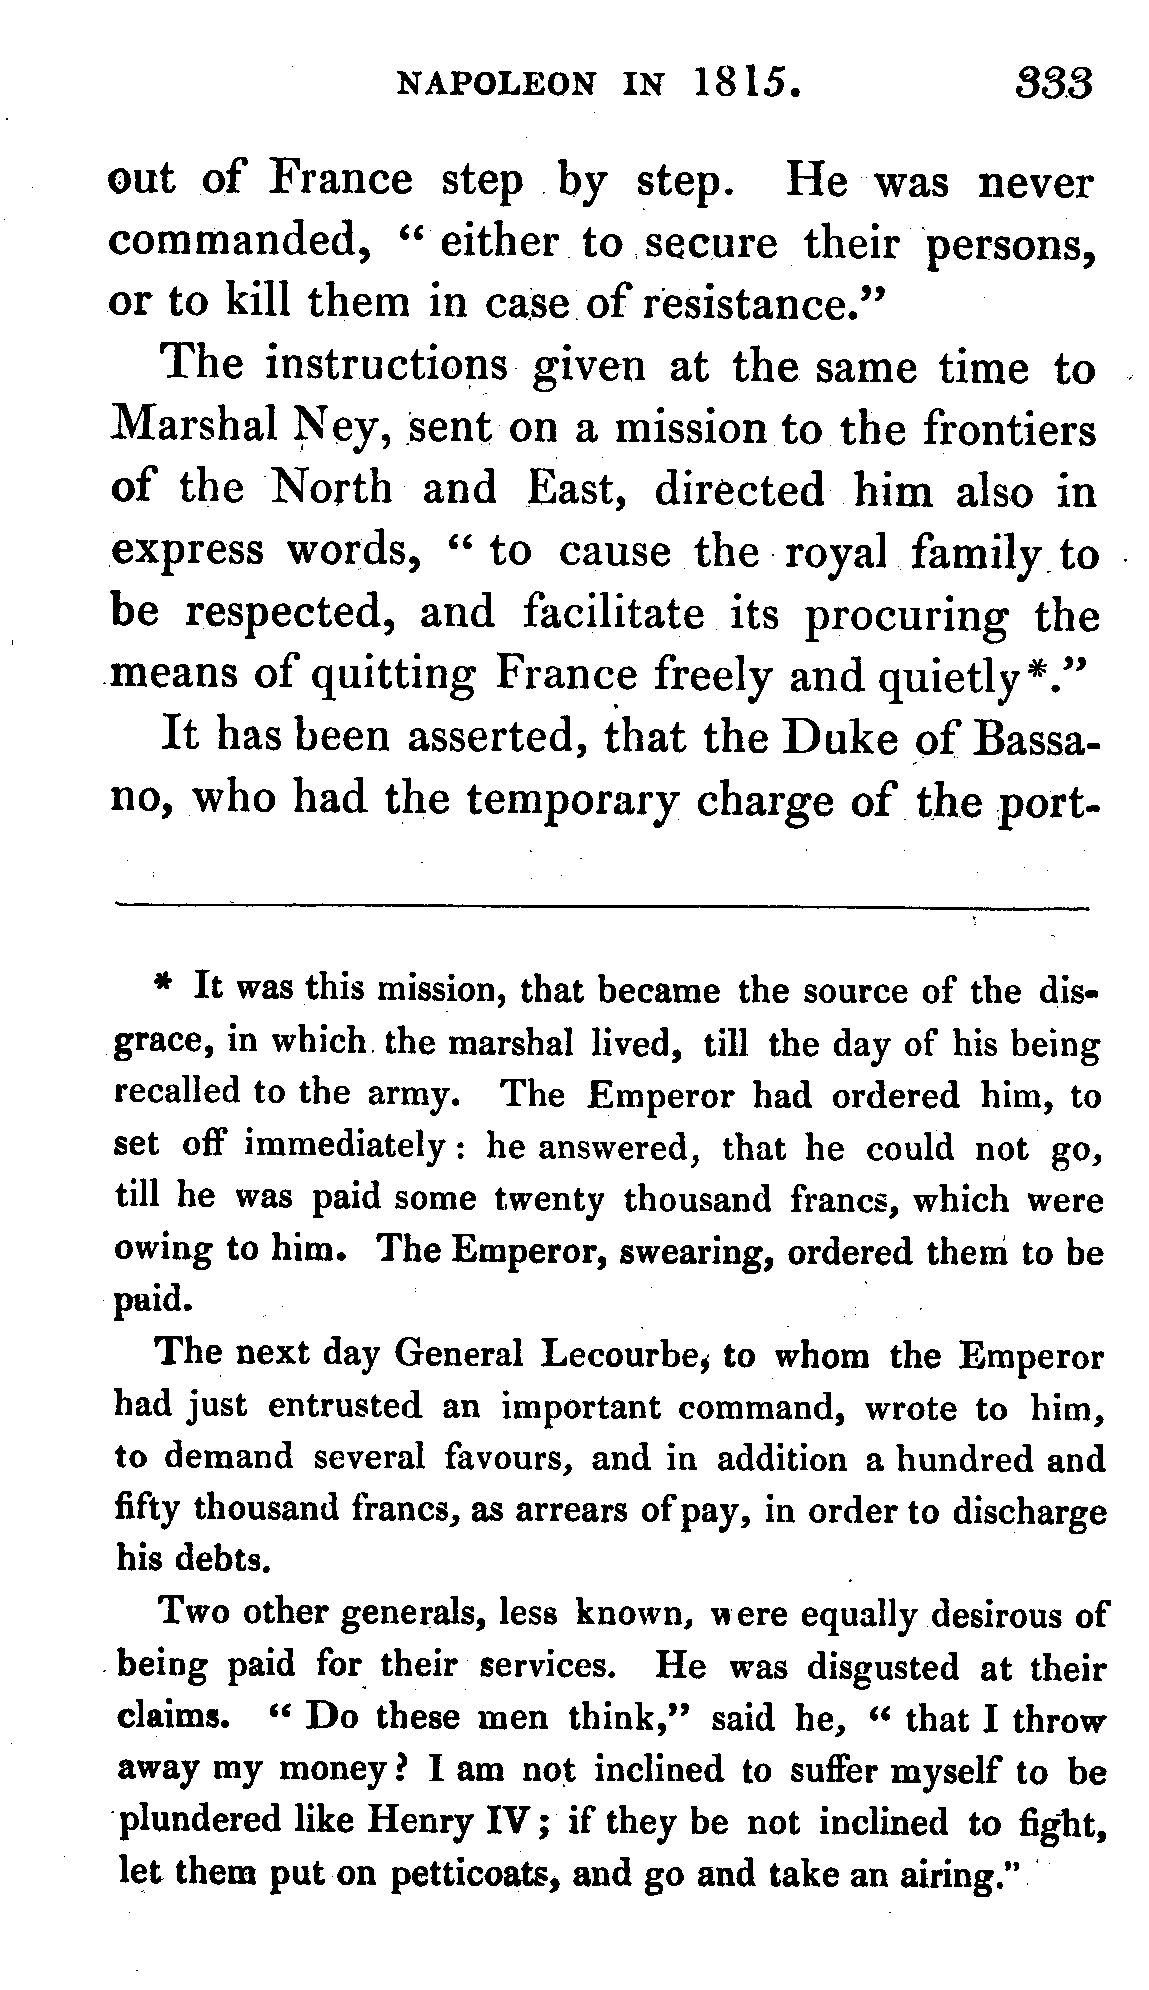 NAPOLEON IN 1815. 333
out of France step by step. He was never
commanded, “ either to secure their persons,
or to kill them in case of resistance.”
The instructions given at the same time to
Marshal Ney, sent on a mission to the frontiers
of the North and East, directed him also in
express words, “ to cause the royal family to
be respected, and facilitate its procuring the
means of quitting France freely and quietly*.”
It has been asserted, that the Duke of Bassa-
no, who had the temporary charge of the port-
* It was this mission, that became the source of the dis-
grace, in which the marshal lived, till the day of his being
recalled to the army. The Emperor had ordered him, to
set off immediately : he answered, that he could not go,
till he was paid some twenty thousand francs, which were
owing to him. The Emperor, swearing, ordered them to be
paid.
The next day General Lecourbe, to whom the Emperor
had just entrusted an important command, wrote to him,
to demand several favours, and in addition a hundred and
fifty thousand francs, as arrears of pay, in order to discharge
his debts.
Two other generals, less known, were equally desirous of
being paid for their services. He was disgusted at their
claims. “ Do these men think,” said he, “ that I throw
away my money ? I am not inclined to suffer myself to be
plundered like Henry IV ; if they be not inclined to fight,
let them put on petticoats, and go and take an airing.”